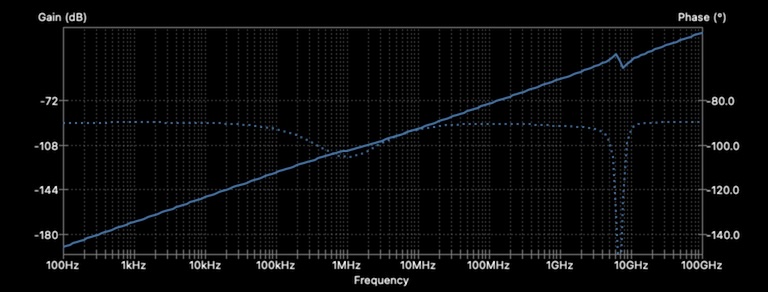 Gain (dB) Phase (°)
-72 -80.0
-108 -100.0
-144 -120.0
-180 -140.0
100Hz 1kHz 10kHz 100kHz 1MHz 10MHz 100MHz 1GHz 10GHz 100GHz
Frequency